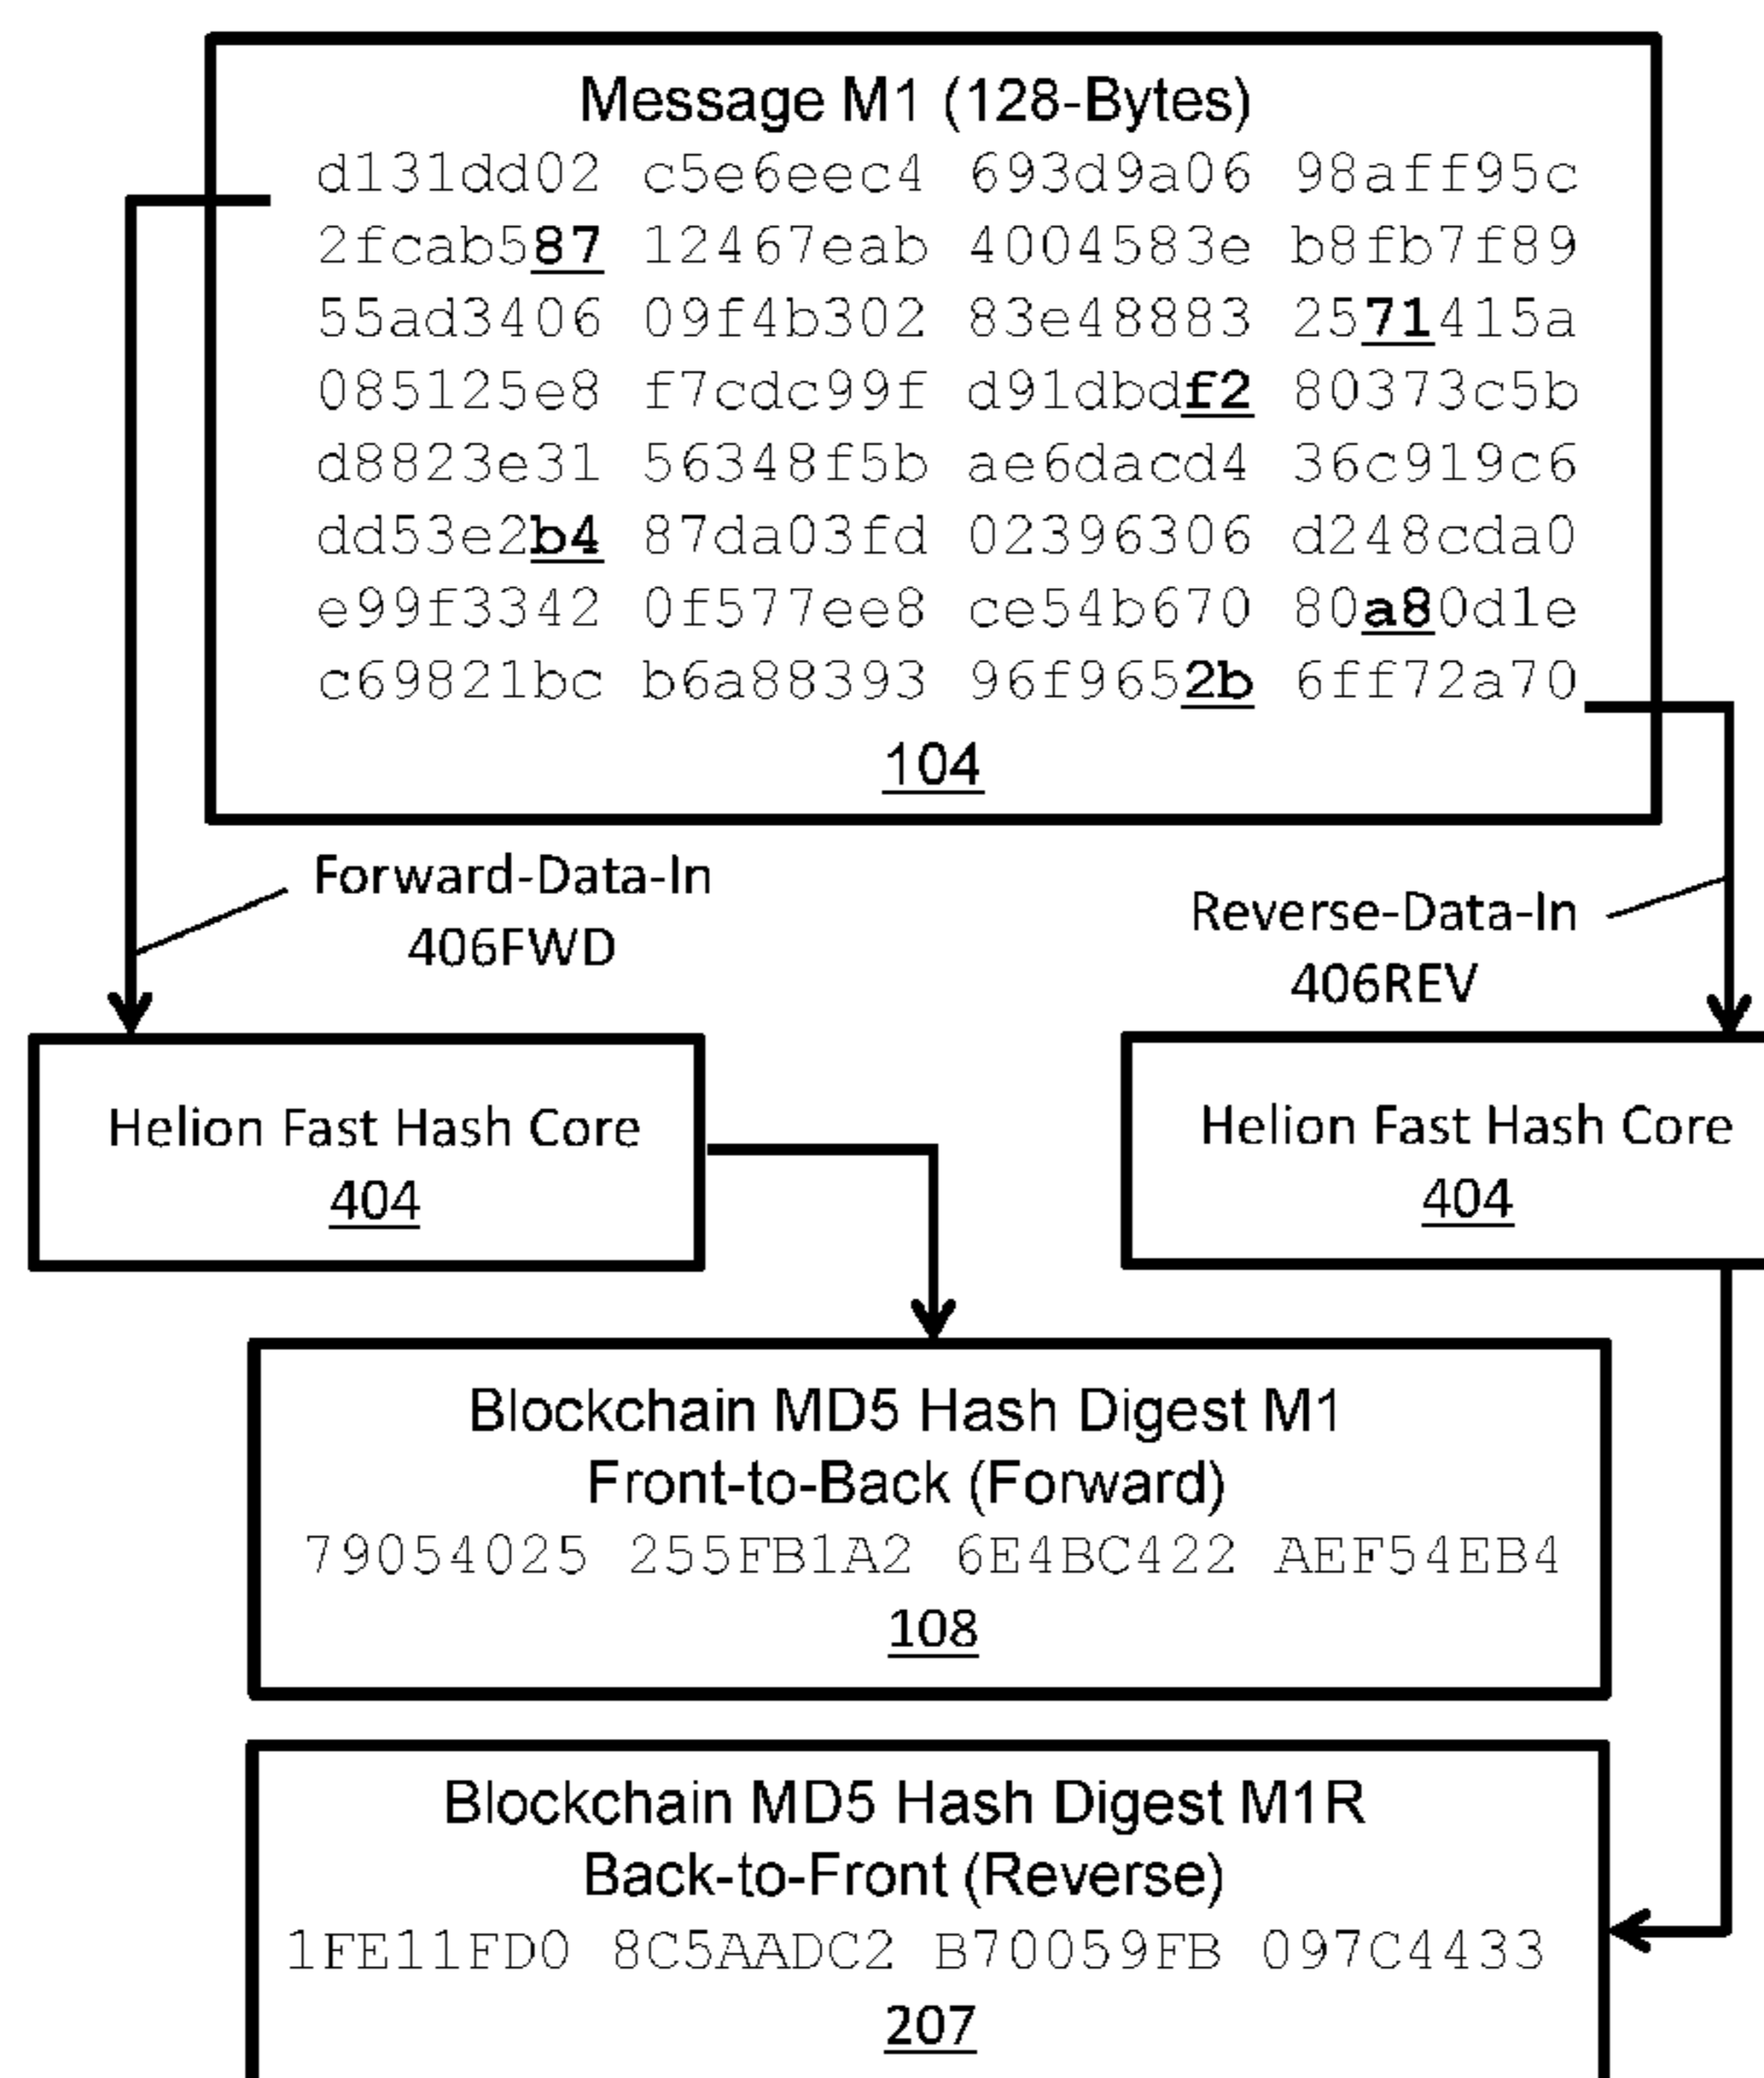 Message M1 (128-Bytes)
d131dd02 c5e6eec4 693d9a06 98aff95c
2fcab587 12467eab 4004583e b8fb7f89
55ad3406 09f4b302 83e48883 2571415a
085125e8 f7cdc99f d91dbdf2 80373c5b
d8823e31 56348f5b ae6dacd4 36c919c6
dd53e2b4 87da03fd 02396306 d248cda0
e99f3342 0f577ee8 ce54b670 80a80d1e
c69821bc b6a88393 96f9652b 6ff72a70
104
Forward-Data-In
406FWD
Reverse-Data-In
406REV
Helion Fast Hash Core
404
Helion Fast Hash Core
404
Blockchain MD5 Hash Digest M1
Front-to-Back (Forward)
79054025 255FB1A2 6E4BC422 AEF54EB4
108
Blockchain MD5 Hash Digest M1R
Back-to-Front (Reverse)
1FE11FD0 8C5AADC2 B70059FB 097C4433
207